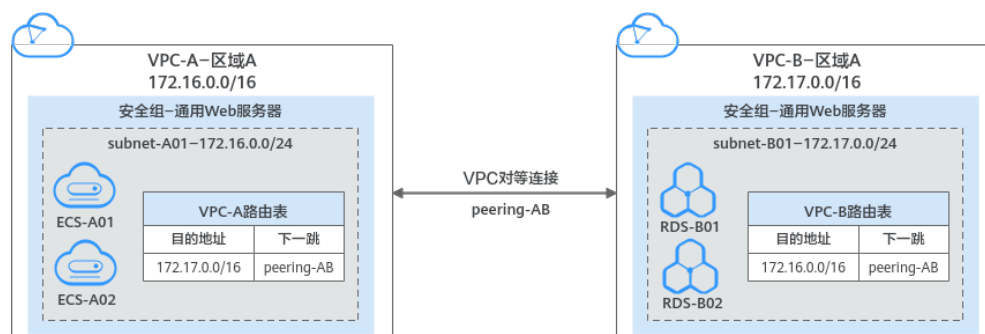 VPC-A–区域A
172.16.0.0/16
安全组–通用Web服务器
subnet-A01–172.16.0.0/24
ECS-A01
ECS-A02
VPC-A路由表
目的地址 下一跳
172.17.0.0/16 peering-AB
VPC对等连接
peering-AB
VPC-B–区域A
172.17.0.0/16
安全组–通用Web服务器
subnet-B01–172.17.0.0/24
RDS-B01
RDS-B02
VPC-B路由表
目的地址 下一跳
172.16.0.0/16 peering-AB